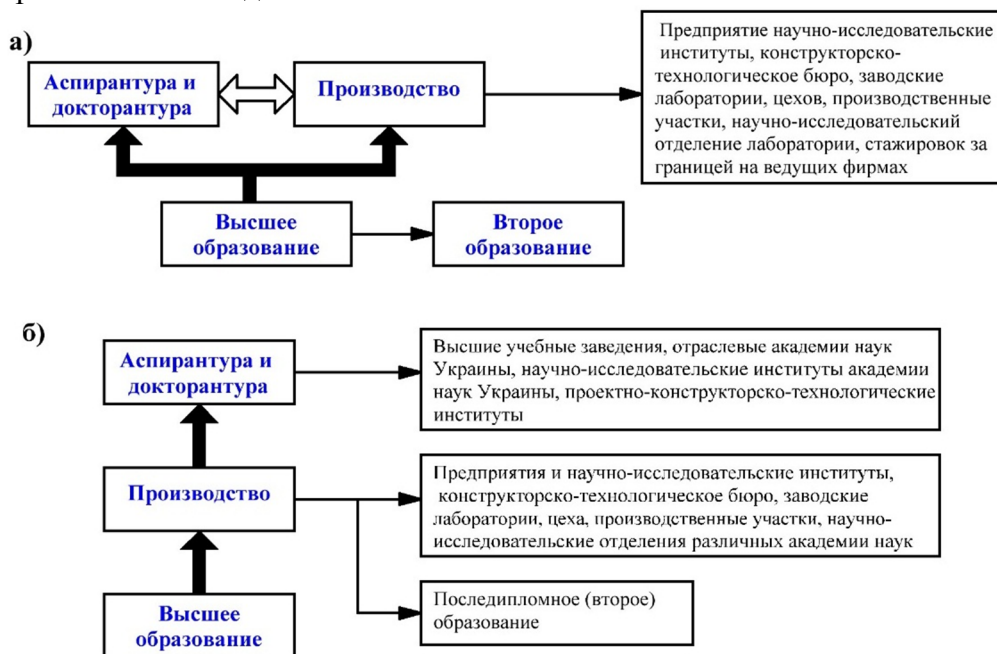 а)
Аспирантура и
докторантура
Производство
Предприятие научно-исследовательские
институты, конструкторско-
технологическое бюро, заводские
лаборатории, цехов, производственные
участки, научно-исследовательский
отделение лаборатории, стажировок за
границей на ведущих фирмах
Высшее
образование
Второе
образование
б)
Аспирантура и
докторантура
Высшие учебные заведения, отраслевые академии наук
Украины, научно-исследовательские институты академии
наук Украины, проектно-конструкторско-технологические
институты
Производство
Предприятия и научно-исследовательские институты,
конструкторско-технологическое бюро, заводские
лаборатории, цеха, производственные участки, научно-
исследовательские отделения различных академии наук
Высшее
образование
Последипломное (второе)
образование